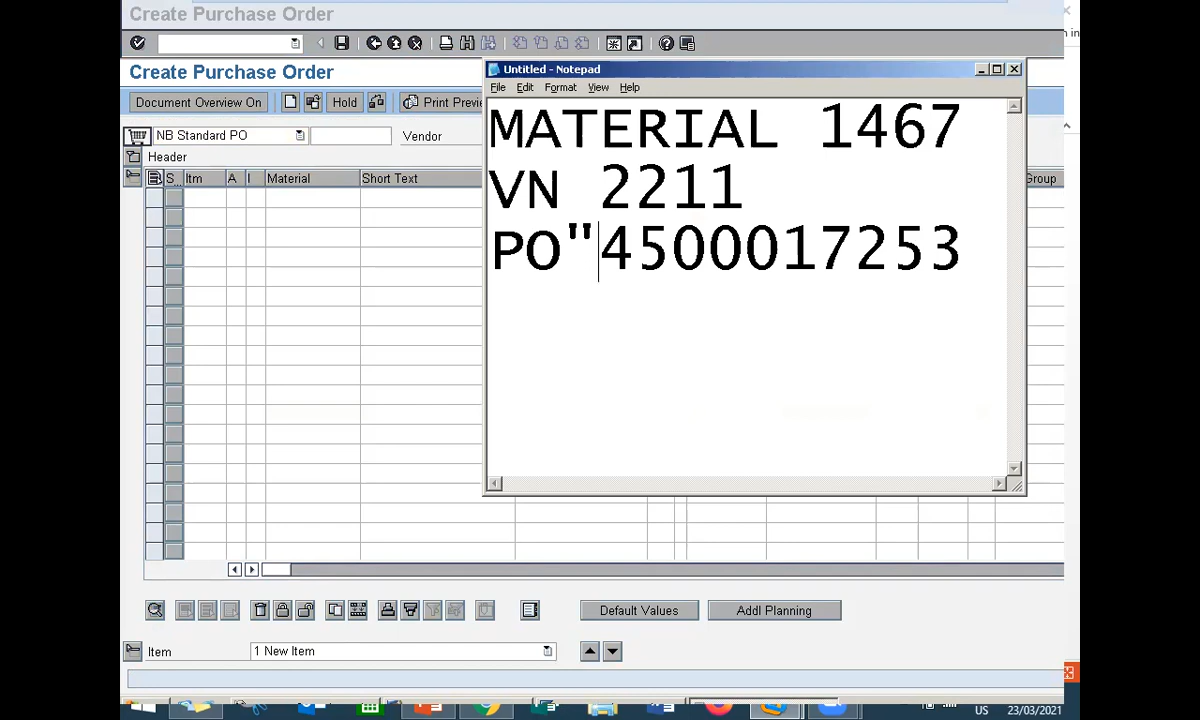 Create Purchase Order
Create Purchase Order
Document Overview On
Hold
Print Previe
NB Standard PO
Vendor
Header
S... Itm A I Material Short Text
Group
Untitled - Notepad
File Edit Format View Help
MATERIAL 1467
VN 2211
PO"4500017253
Default Values
Addl Planning
Item
1 New Item
US
23/03/2021